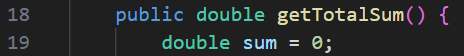 18 public double getTotalSum() {
19 double sum = 0;